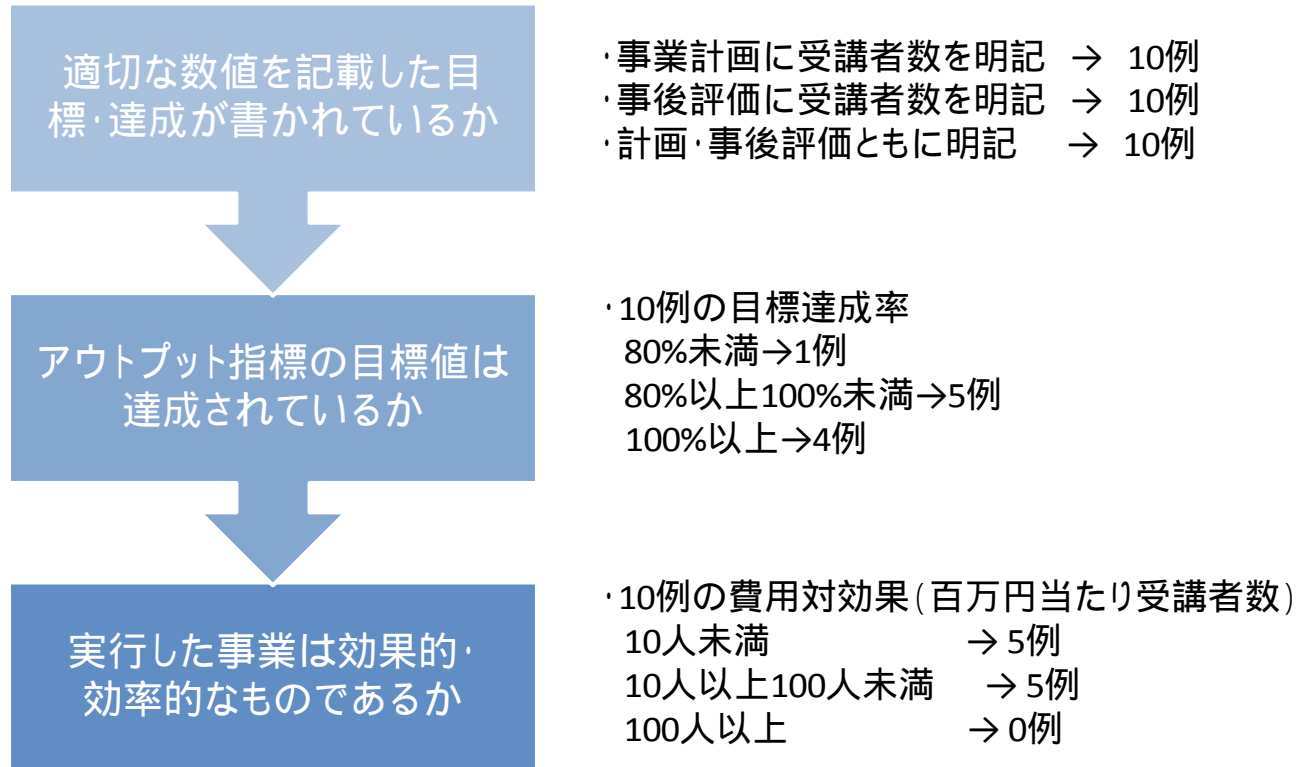 適切な数値を記載した目
標・達成が書かれているか
・事業計画に受講者数を明記 → 10例
・事後評価に受講者数を明記 → 10例
・計画・事後評価ともに明記 → 10例
アウトプット指標の目標値は
達成されているか
・10例の目標達成率
80%未満→1例
80%以上100%未満→5例
100%以上→4例
実行した事業は効果的・
効率的なものであるか
・10例の費用対効果(百万円当たり受講者数)
10人未満 → 5例
10人以上100人未満 → 5例
100人以上 → 0例